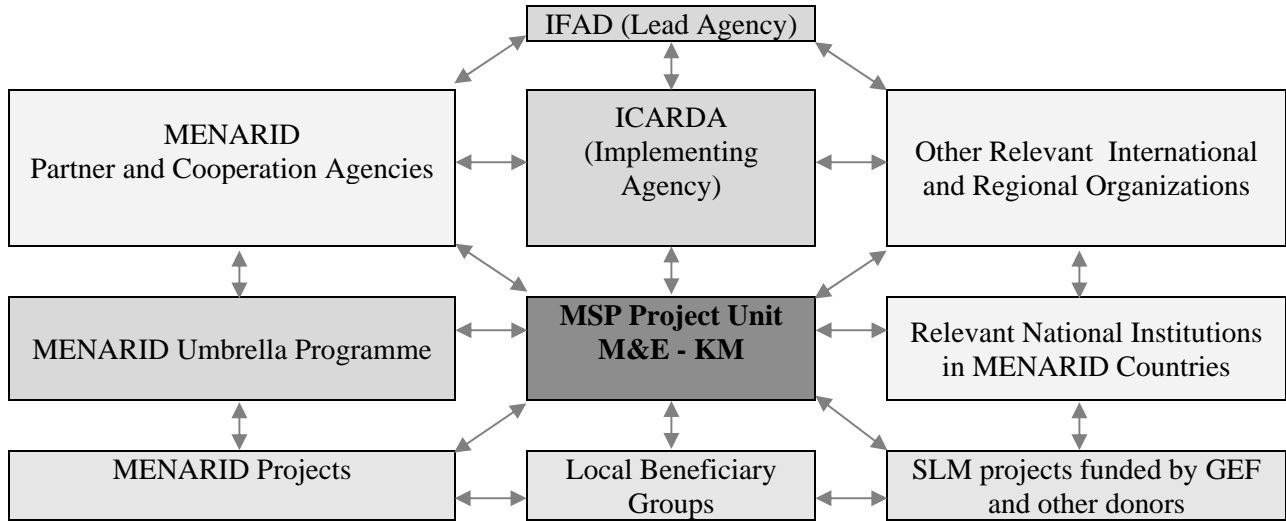 IFAD (Lead Agency)
MENARID
Partner and Cooperation Agencies
ICARDA
(Implementing
Agency)
Other Relevant International
and Regional Organizations
MENARID Umbrella Programme
MSP Project Unit
M&E - KM
Relevant National Institutions
in MENARID Countries
MENARID Projects
Local Beneficiary
Groups
SLM projects funded by GEF
and other donors